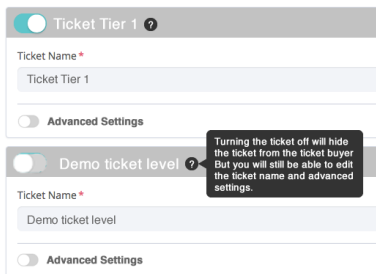 Ticket Tier 1 ?
Ticket Name *
Ticket Tier 1
Advanced Settings
Demo ticket level ?
Turning the ticket off will hide
the ticket from the ticket buyer
But you will still be able to edit
the ticket name and advanced
settings.
Ticket Name *
Demo ticket level
Advanced Settings